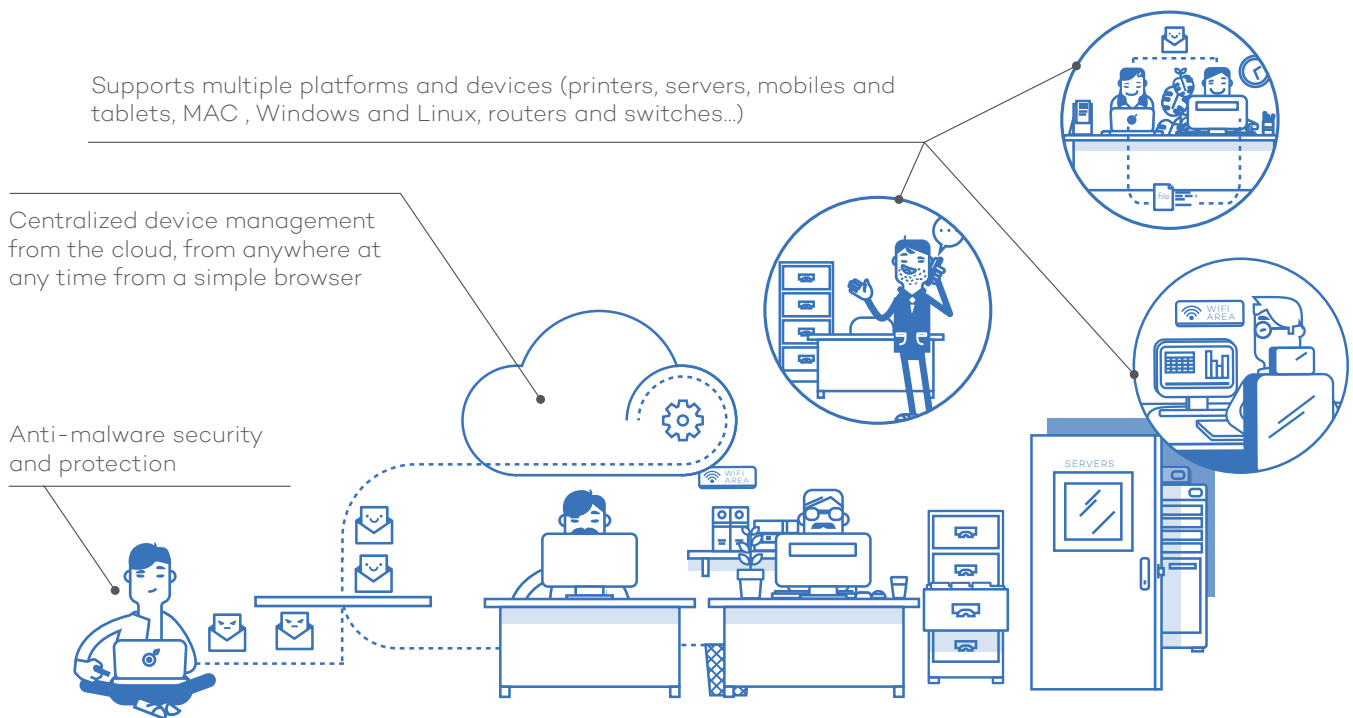 Supports multiple platforms and devices (printers, servers, mobiles and
tablets, MAC , Windows and Linux, routers and switches...)
Centralized device management
from the cloud, from anywhere at
any time from a simple browser
Anti-malware security
and protection
.file
WIFI
AREA
WIFI
AREA
SERVERS